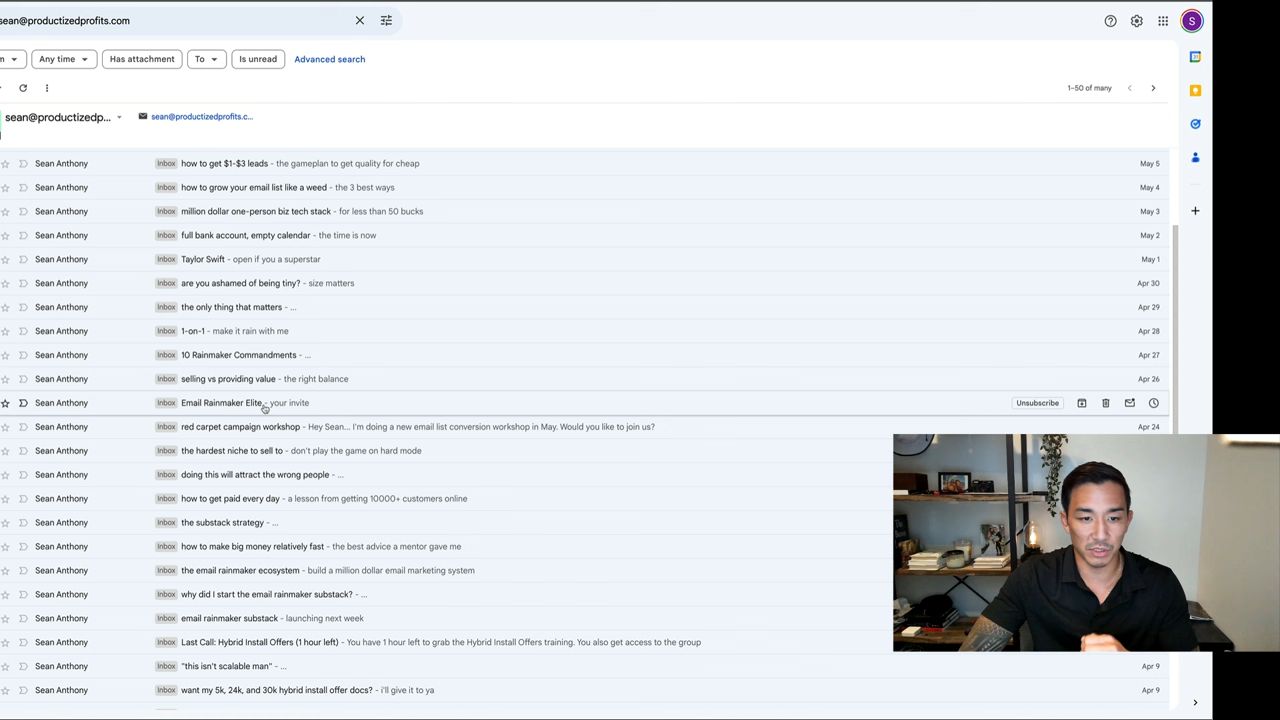 sean@productizedprofits.com
Any time Has attachment To Is unread Advanced search
1–50 of many
sean@productizedp... sean@productizedprofits.c...
Sean Anthony Inbox how to get $1-$3 leads - the gameplan to get quality for cheap May 5
Sean Anthony Inbox how to grow your email list like a weed - the 3 best ways May 4
Sean Anthony Inbox million dollar one-person biz tech stack - for less than 50 bucks May 3
Sean Anthony Inbox full bank account, empty calendar - the time is now May 2
Sean Anthony Inbox Taylor Swift - open if you a superstar May 1
Sean Anthony Inbox are you ashamed of being tiny? - size matters Apr 30
Sean Anthony Inbox the only thing that matters - ... Apr 29
Sean Anthony Inbox 1-on-1 - make it rain with me Apr 28
Sean Anthony Inbox 10 Rainmaker Commandments - ... Apr 27
Sean Anthony Inbox selling vs providing value - the right balance Apr 26
Sean Anthony Inbox Email Rainmaker Elite - your invite Unsubscribe
Sean Anthony Inbox red carpet campaign workshop - Hey Sean... I'm doing a new email list conversion workshop in May. Would you like to join us? Apr 24
Sean Anthony Inbox the hardest niche to sell to - don't play the game on hard mode
Sean Anthony Inbox doing this will attract the wrong people - ...
Sean Anthony Inbox how to get paid every day - a lesson from getting 10000+ customers online
Sean Anthony Inbox the substack strategy - ...
Sean Anthony Inbox how to make big money relatively fast - the best advice a mentor gave me
Sean Anthony Inbox the email rainmaker ecosystem - build a million dollar email marketing system
Sean Anthony Inbox why did I start the email rainmaker substack? - ...
Sean Anthony Inbox email rainmaker substack - launching next week
Sean Anthony Inbox Last Call: Hybrid Install Offers (1 hour left) - You have 1 hour left to grab the Hybrid Install Offers training. You also get access to the group
Sean Anthony Inbox "this isn't scalable man" - ... Apr 9
Sean Anthony Inbox want my 5k, 24k, and 30k hybrid install offer docs? - i'll give it to ya Apr 9